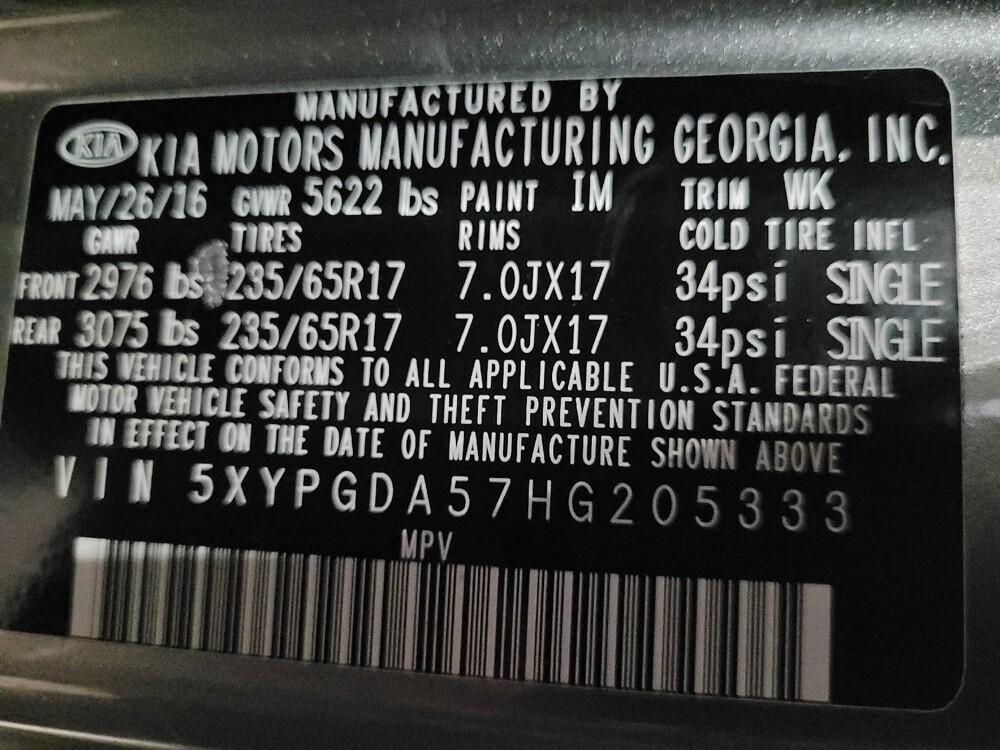 MANUFACTURED BY
KIA KIA MOTORS MANUFACTURING GEORGIA, INC.
MAY/26/16 GVWR 5622 lbs PAINT IM TRIM WK
GAWR TIRES RIMS COLD TIRE INFL
FRONT 2976 lbs 235/65R17 7.0JX17 34psi SINGLE
REAR 3075 lbs 235/65R17 7.0JX17 34psi SINGLE
THIS VEHICLE CONFORMS TO ALL APPLICABLE U.S.A. FEDERAL
MOTOR VEHICLE SAFETY AND THEFT PREVENTION STANDARDS
IN EFFECT ON THE DATE OF MANUFACTURE SHOWN ABOVE
VIN 5XYPGDA57HG205333
MPV